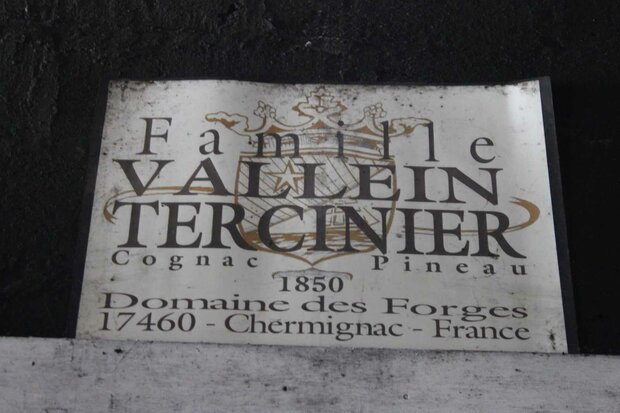 Famille
VALLEIN
TERCINIER
Cognac Pineau
1850
Domaine des Forges
17460 - Chermignac - France